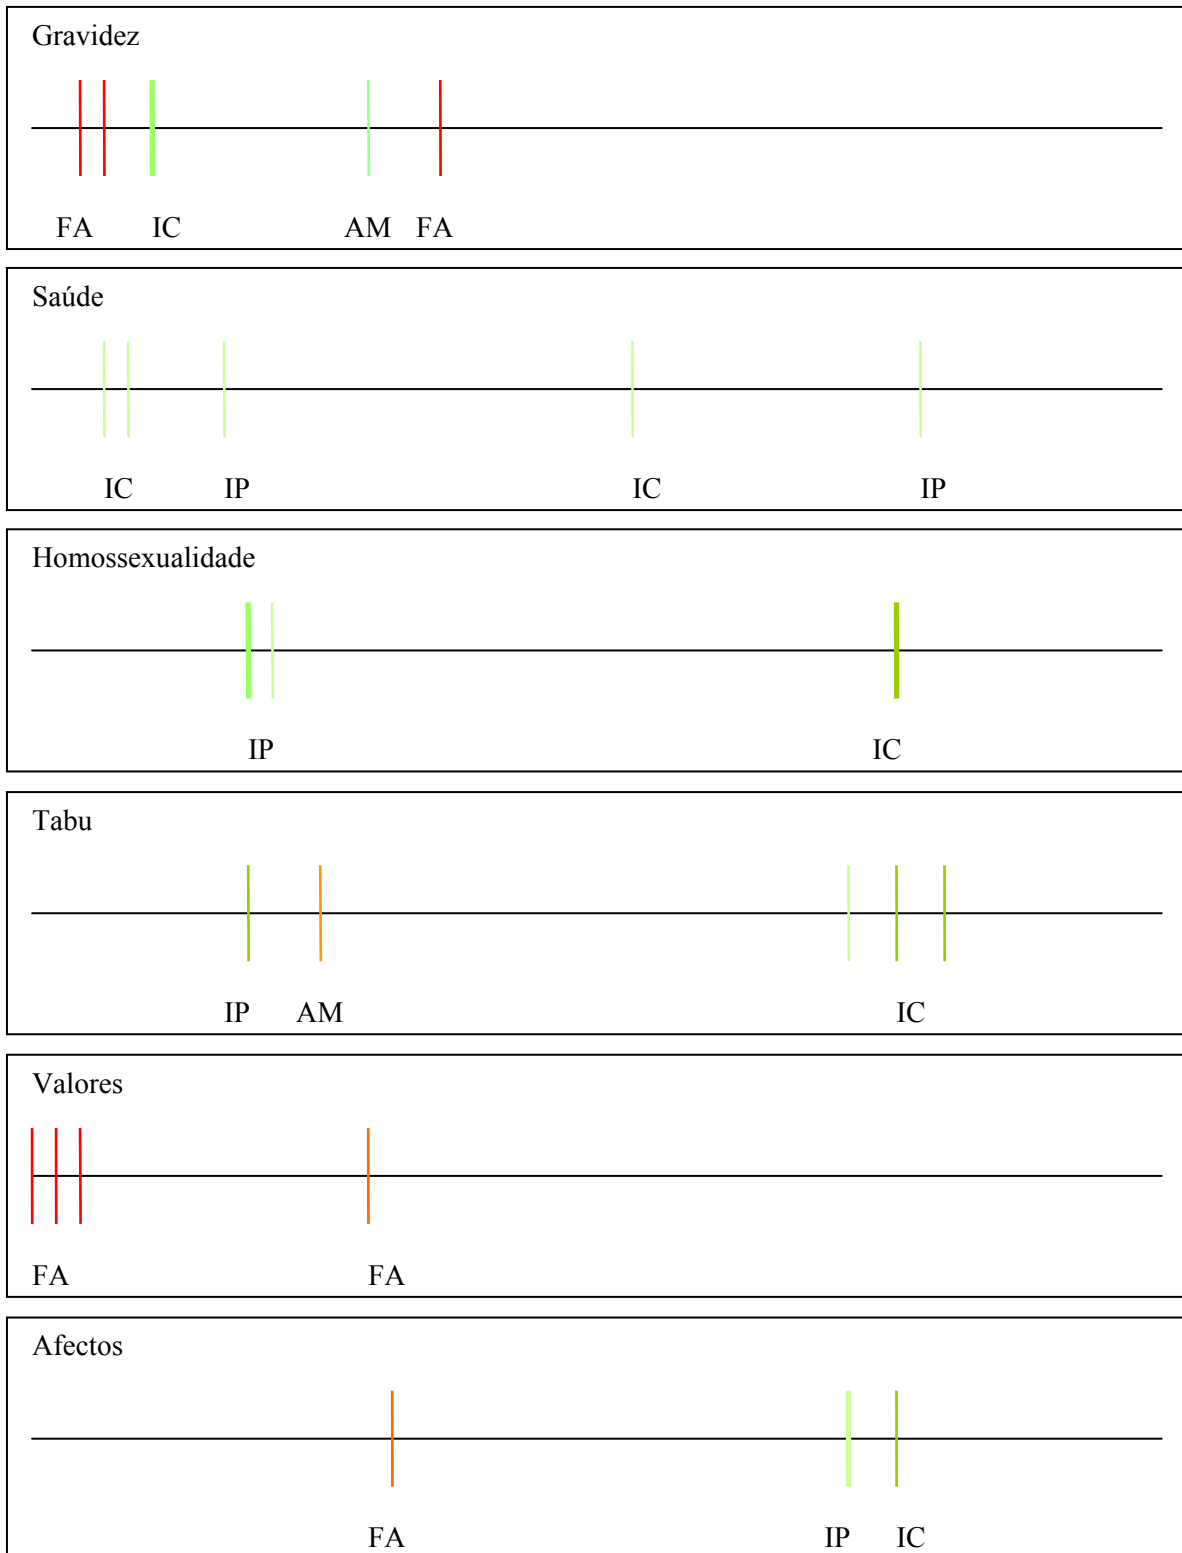 Gravidez
FA IC AM FA
Saúde
IC IP IC IP
Homossexualidade
IP IC
Tabu
IP AM IC
Valores
FA FA
Afectos
FA IP IC